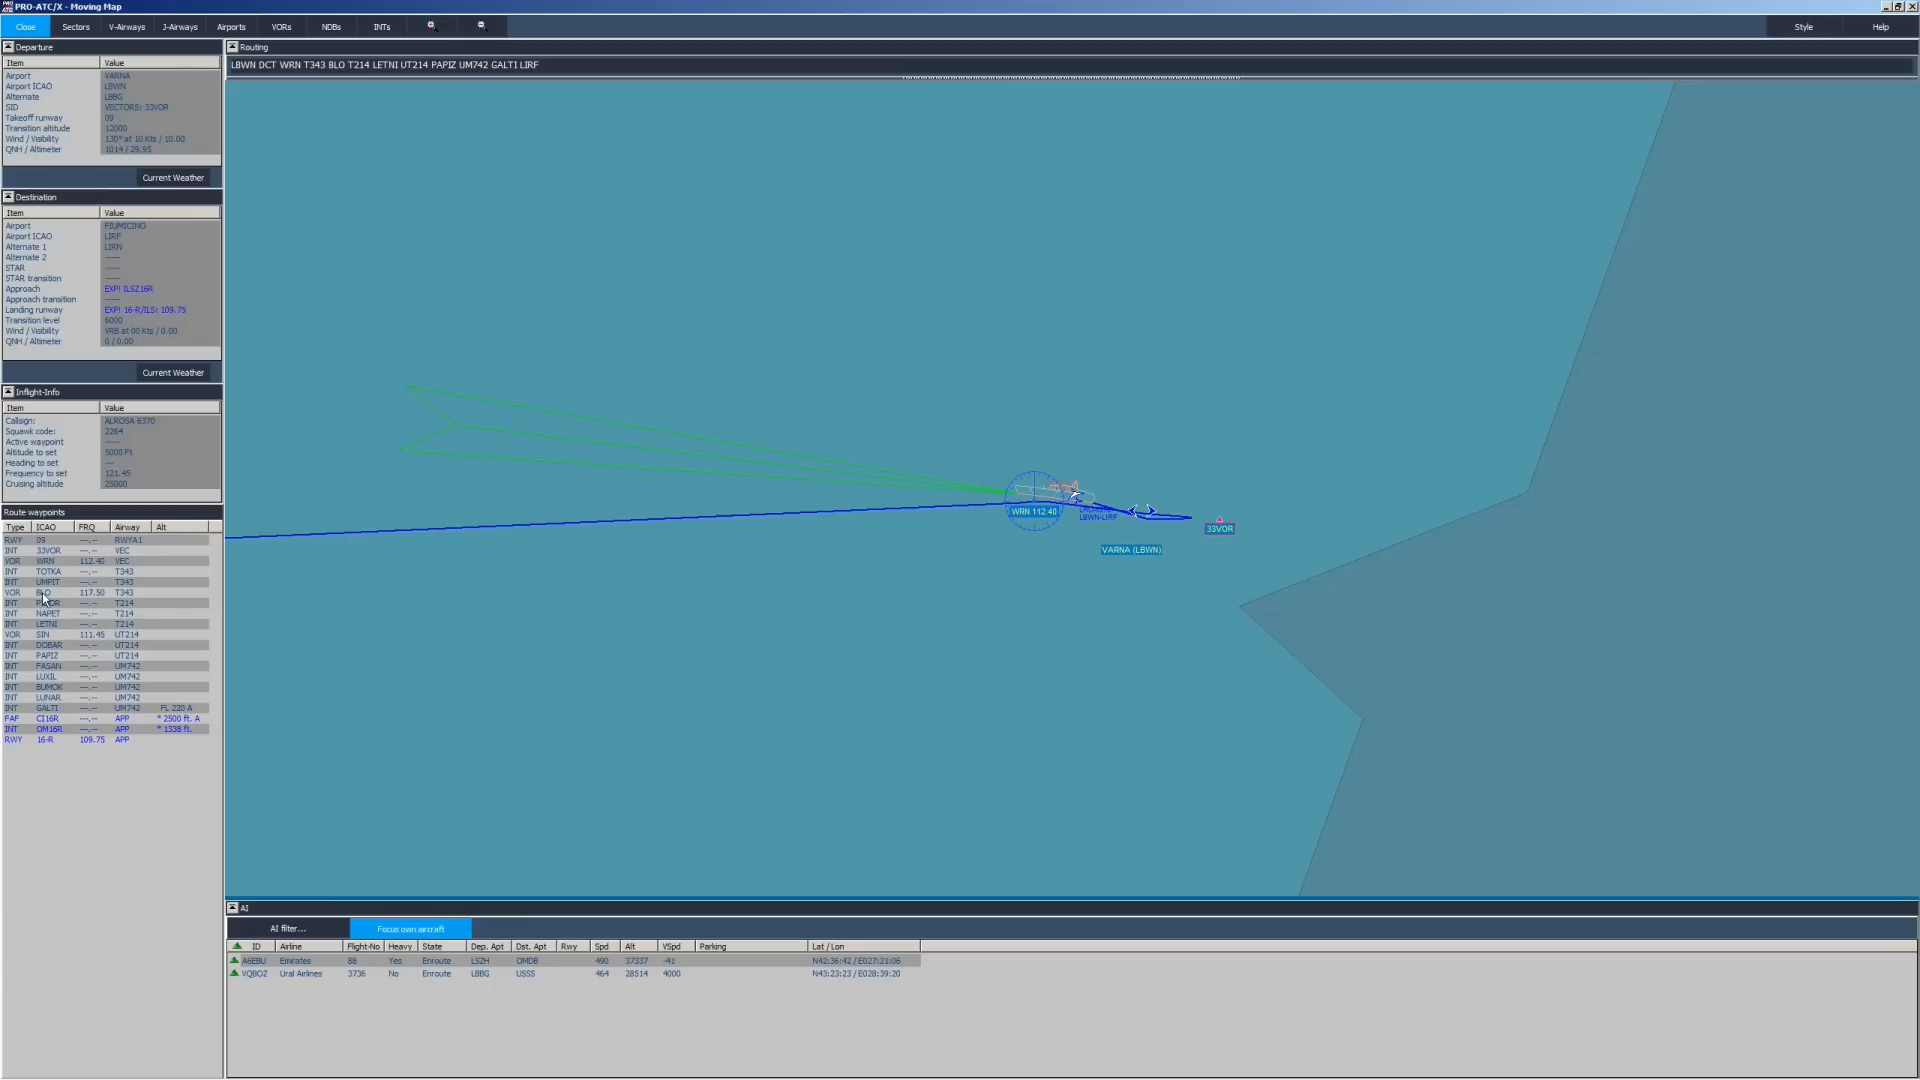 PRO-ATC/X - Moving Map
Close Sectors V-Airways J-Airways Airports VORs NDBs INTs Style Help
Departure
Item Value
Airport VARNA
Airport ICAO LBWN
Alternate LBBG
SID VECTORS: 33VOR
Takeoff runway 09
Transition altitude 12000
Wind / Visibility 130° at 10 Kts / 10.00
QNH / Altimeter 1014 / 29.95
Current Weather
Destination
Item Value
Airport FIUMICINO
Airport ICAO LIRF
Alternate 1 LIRN
Alternate 2 -----
STAR -----
STAR transition -----
Approach EXP! ILSZ16R
Approach transition -----
Landing runway EXP! 16-R/ILS: 109.75
Transition level 6000
Wind / Visibility VRB at 00 Kts / 0.00
QNH / Altimeter 0 / 0.00
Current Weather
Inflight-Info
Item Value
Callsign: ALROSA 6370
Squawk code: 2264
Active waypoint -----
Altitude to set 5000 Ft
Heading to set ---
Frequency to set 121.45
Cruising altitude 25000
Route waypoints
Type ICAO FRQ Airway Alt
RWY 09 ---.-- RWYA1
INT 33VOR ---.-- VEC
VOR WRN 112.40 VEC
INT TOTKA ---.-- T343
INT UMPIT ---.-- T343
VOR BLO 117.50 T343
INT ---.-- T214
INT NAPET ---.-- T214
INT LETNI ---.-- T214
VOR SIN 111.45 UT214
INT DOBAR ---.-- UT214
INT PAPIZ ---.-- UT214
INT FASAN ---.-- UM742
INT LUXIL ---.-- UM742
INT BUMOK ---.-- UM742
INT LUNAR ---.-- UM742
INT GALTI ---.-- UM742 FL 220 A
FAF CI16R ---.-- APP * 2500 ft. A
INT OM16R ---.-- APP * 1338 ft.
RWY 16-R 109.75 APP
Routing
LBWN DCT WRN T343 BLO T214 LETNI UT214 PAPIZ UM742 GALTI LIRF
WRN 112.40
LBWN-LIRF
33VOR
VARNA (LBWN)
AI
AI filter... Focus own aircraft
ID Airline Flight-No Heavy State Dep. Apt Dst. Apt Rwy Spd Alt VSpd Parking Lat / Lon
A6EBU Emirates 88 Yes Enroute LSZH OMDB 490 37337 -41 N42:36:42 / E027:21:06
VQBOZ Ural Airlines 3736 No Enroute LBBG USSS 464 28514 4000 N43:23:23 / E028:39:20